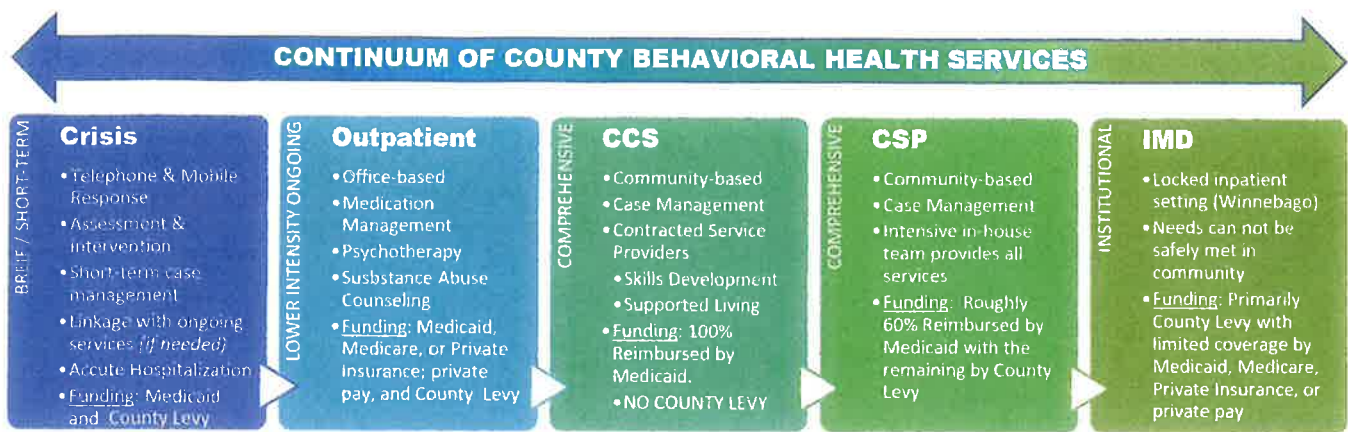 CONTINUUM OF COUNTY BEHAVIORAL HEALTH SERVICES
BREIF / SHORT-TERM
Crisis
•Telephone & Mobile
Response
•Assessment &
intervention
•Short-term case
management
•Linkage with ongoing
services (if needed)
•Accute Hospitalization
•Funding: Medicaid
and County Levy
LOWER INTENSITY ONGOING
Outpatient
•Office-based
•Medication
Management
•Psychotherapy
•Susbstance Abuse
Counseling
•Funding: Medicaid,
Medicare, or Private
Insurance; private
pay, and County Levy
COMPREHENSIVE
CCS
•Community-based
•Case Management
•Contracted Service
Providers
•Skills Development
•Supported Living
•Funding: 100%
Reimbursed by
Medicaid.
•NO COUNTY LEVY
COMPREHENSIVE
CSP
•Community-based
•Case Management
•Intensive in-house
team provides all
services
•Funding: Roughly
60% Reimbursed by
Medicaid with the
remaining by County
Levy
INSTITUTIONAL
IMD
•Locked inpatient
setting (Winnebago)
•Needs can not be
safely met in
community
•Funding: Primarily
County Levy with
limited coverage by
Medicaid, Medicare,
Private Insurance, or
private pay